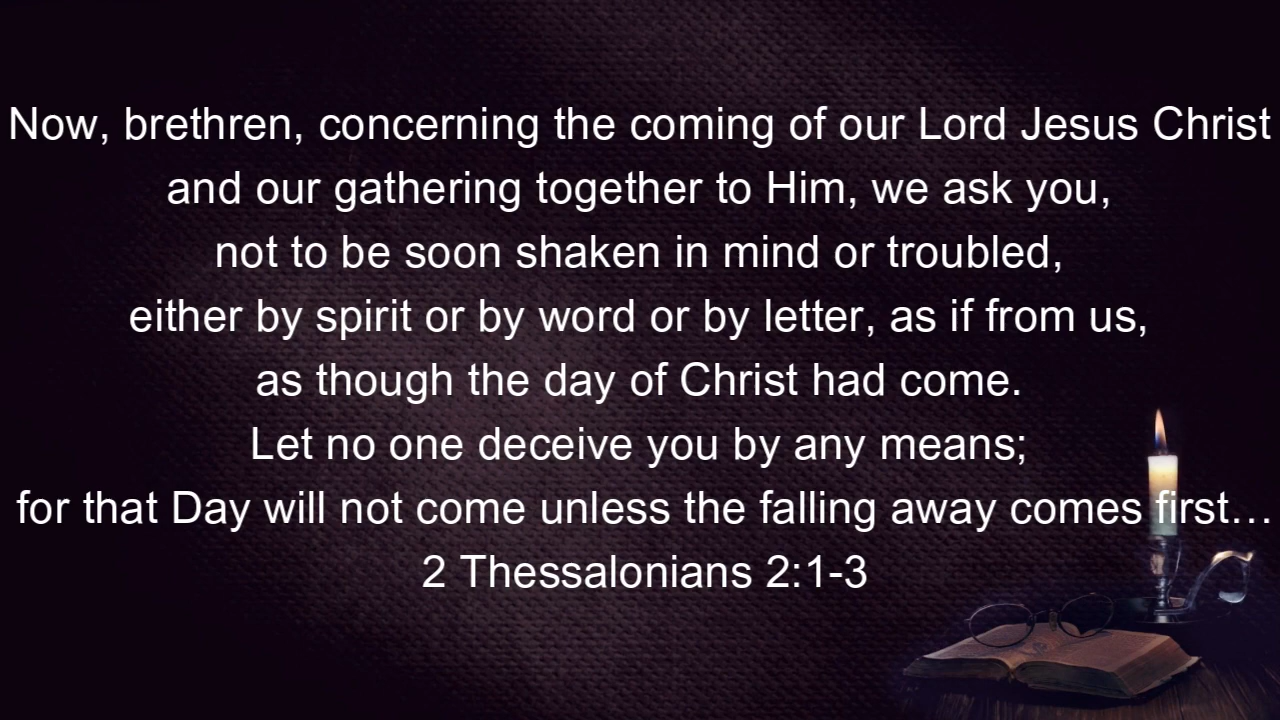 Now, brethren, concerning the coming of our Lord Jesus Christ
and our gathering together to Him, we ask you,
not to be soon shaken in mind or troubled,
either by spirit or by word or by letter, as if from us,
as though the day of Christ had come.
Let no one deceive you by any means;
for that Day will not come unless the falling away comes first…
2 Thessalonians 2:1-3